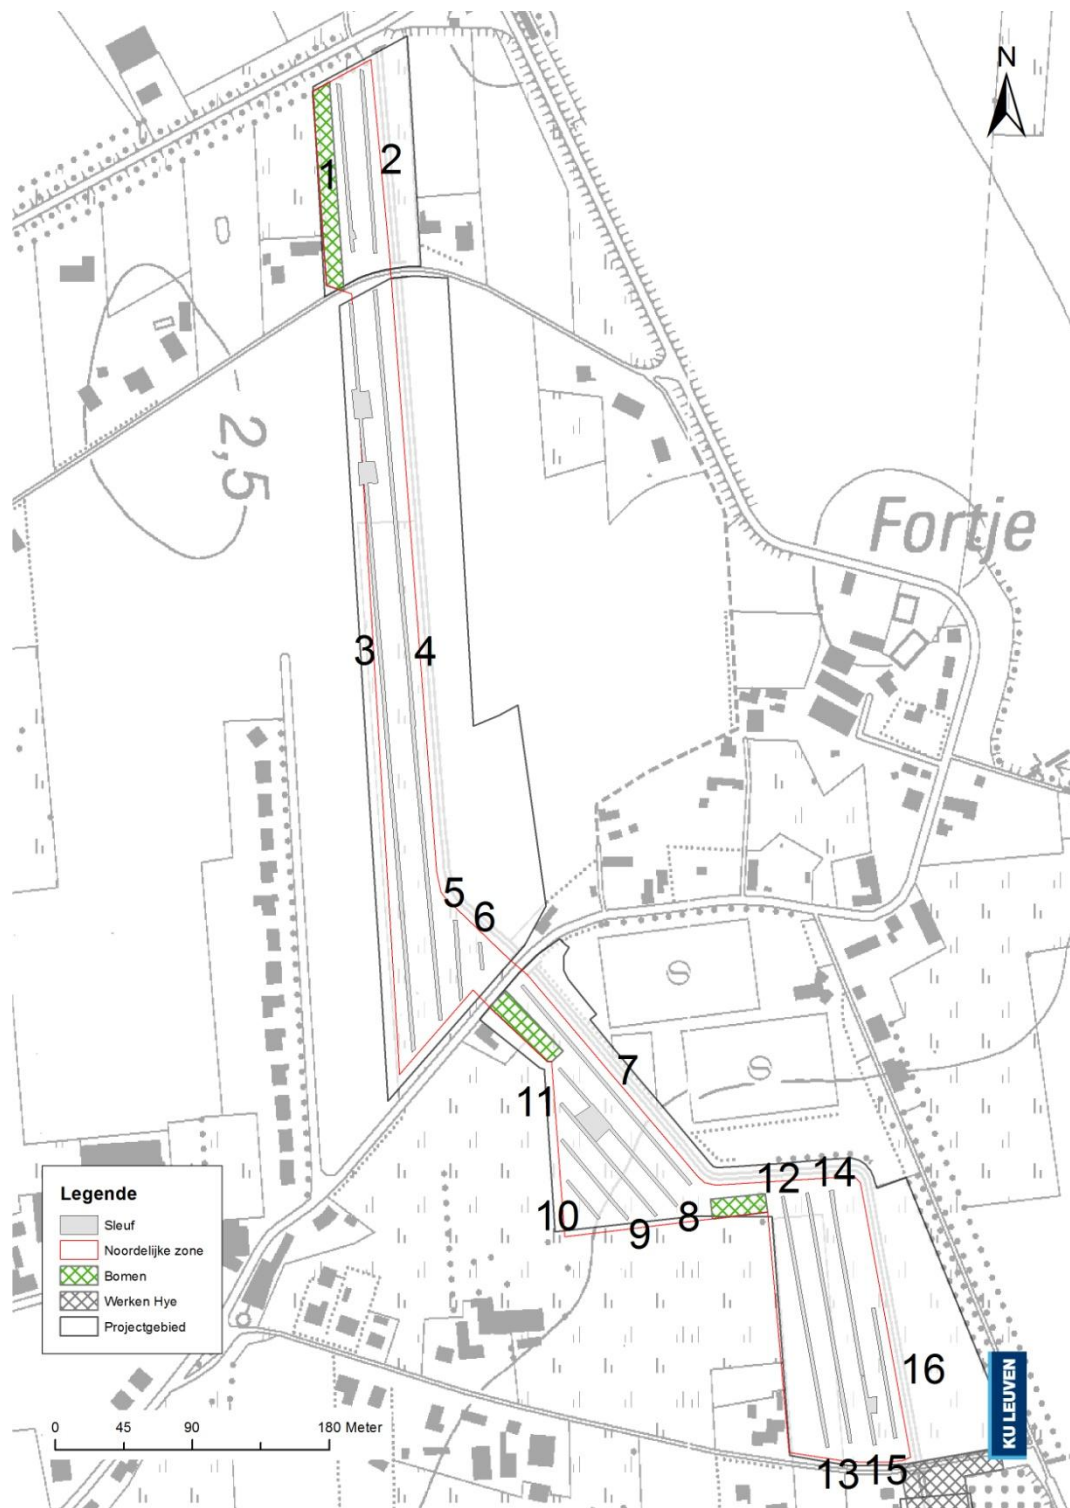 N
1
2
2,5
Fortje
3
4
5
6
7
11
12 14
10
9
8
16
13 15
Legende
Sleuf
Noordelijke zone
Bomen
Werken Hye
Projectgebied
0 45 90 180 Meter
KU LEUVEN